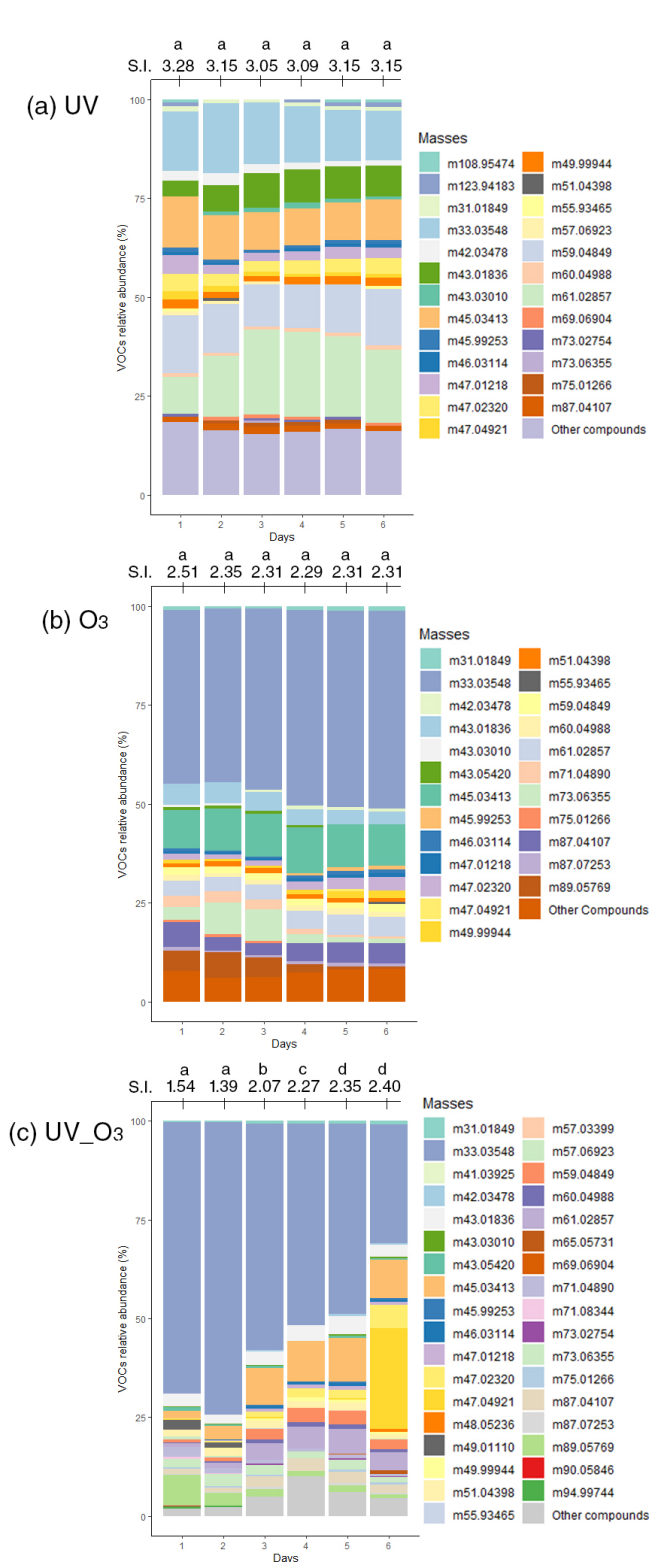 a a a a a a
S.I. 3.28 3.15 3.05 3.09 3.15 3.15
(a) UV
VOCs relative abundance (%)
100
75
50
25
0
1 2 3 4 5 6
Days
Masses
m108.95474 m49.99944
m123.94183 m51.04398
m31.01849 m55.93465
m33.03548 m57.06923
m42.03478 m59.04849
m43.01836 m60.04988
m43.03010 m61.02857
m45.03413 m69.06904
m45.99253 m73.02754
m46.03114 m73.06355
m47.01218 m75.01266
m47.02320 m87.04107
m47.04921 Other compounds
a a a a a a
S.I. 2.51 2.35 2.31 2.29 2.31 2.31
(b) O3
VOCs relative abundance (%)
100
75
50
25
0
1 2 3 4 5 6
Days
Masses
m31.01849 m51.04398
m33.03548 m55.93465
m42.03478 m59.04849
m43.01836 m60.04988
m43.03010 m61.02857
m43.05420 m71.04890
m45.03413 m73.06355
m45.99253 m75.01266
m46.03114 m87.04107
m47.01218 m87.07253
m47.02320 m89.05769
m47.04921 Other Compounds
m49.99944
a a b c d d
S.I. 1.54 1.39 2.07 2.27 2.35 2.40
(c) UV_O3
VOCs relative abundance (%)
100
75
50
25
0
1 2 3 4 5 6
Days
Masses
m31.01849 m57.03399
m33.03548 m57.06923
m41.03925 m59.04849
m42.03478 m60.04988
m43.01836 m61.02857
m43.03010 m65.05731
m43.05420 m69.06904
m45.03413 m71.04890
m45.99253 m71.08344
m46.03114 m73.02754
m47.01218 m73.06355
m47.02320 m75.01266
m47.04921 m87.04107
m48.05236 m87.07253
m49.01110 m89.05769
m49.99944 m90.05846
m51.04398 m94.99744
m55.93465 Other compounds